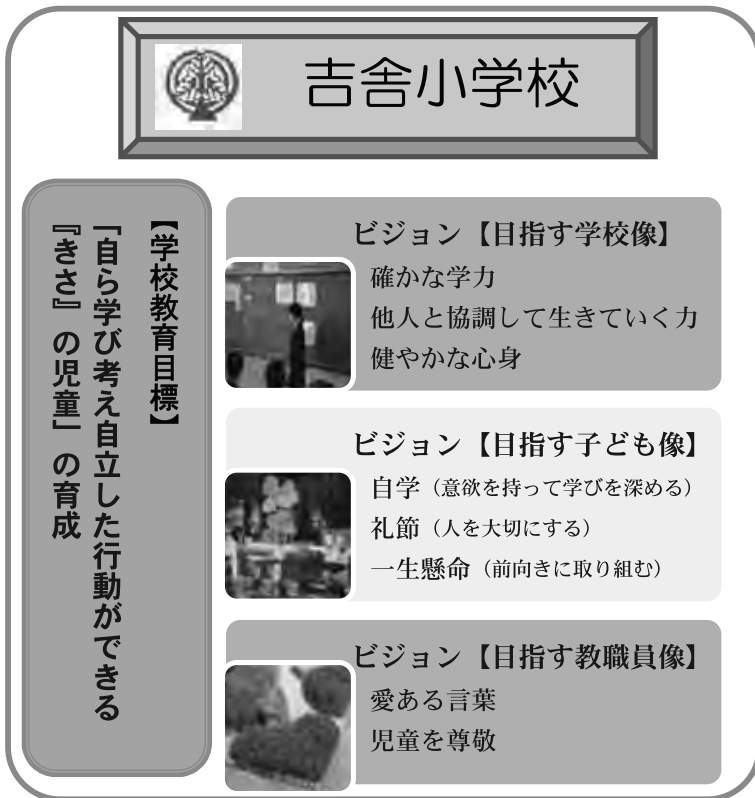 吉舎小学校
【学校教育目標】
「自ら学び考え自立した行動ができる
『きさ』の児童」の育成
ビジョン【目指す学校像】
確かな学力
他人と協調して生きていく力
健やかな心身
ビジョン【目指す子ども像】
自学（意欲を持って学びを深める）
礼節（人を大切にする）
一生懸命（前向きに取り組む）
ビジョン【目指す教職員像】
愛ある言葉
児童を尊敬